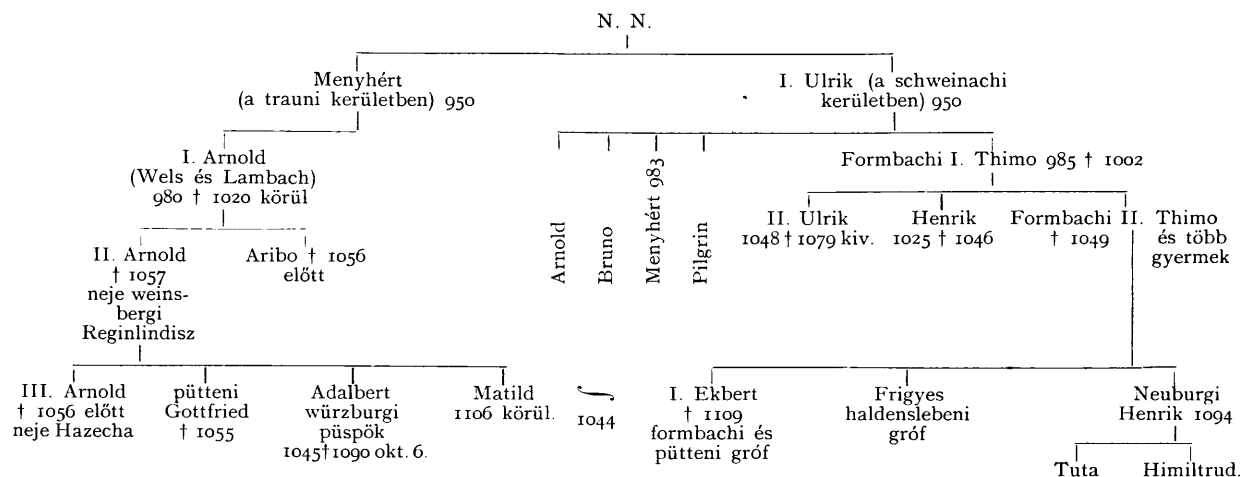 N. N.
Menyhért
(a trauni kerületben) 950
I. Ulrik (a schweinachi
kerületben) 950
I. Arnold
(Wels és Lambach)
980 † 1020 körül
Arnold
Bruno
Menyhért 983
Pilgrin
Formbachi I. Thimo 985 † 1002
II. Ulrik
1048 † 1079 kiv.
Henrik
1025 † 1046
Formbachi II. Thimo
† 1049
és több
gyermek
II. Arnold
† 1057
neje weins-
bergi
Reginlindisz
Aribo † 1056
előtt
III. Arnold
† 1056 előtt
neje Hazecha
pütteni
Gottfried
† 1055
Adalbert
würzburgi
püspök
1045 † 1090 okt. 6.
Matild
1106 körül.
1044
I. Ekbert
† 1109
formbachi és
pütteni gróf
Frigyes
haldenslebeni
gróf
Neuburgi
Henrik 1094
Tuta
Himiltrud.